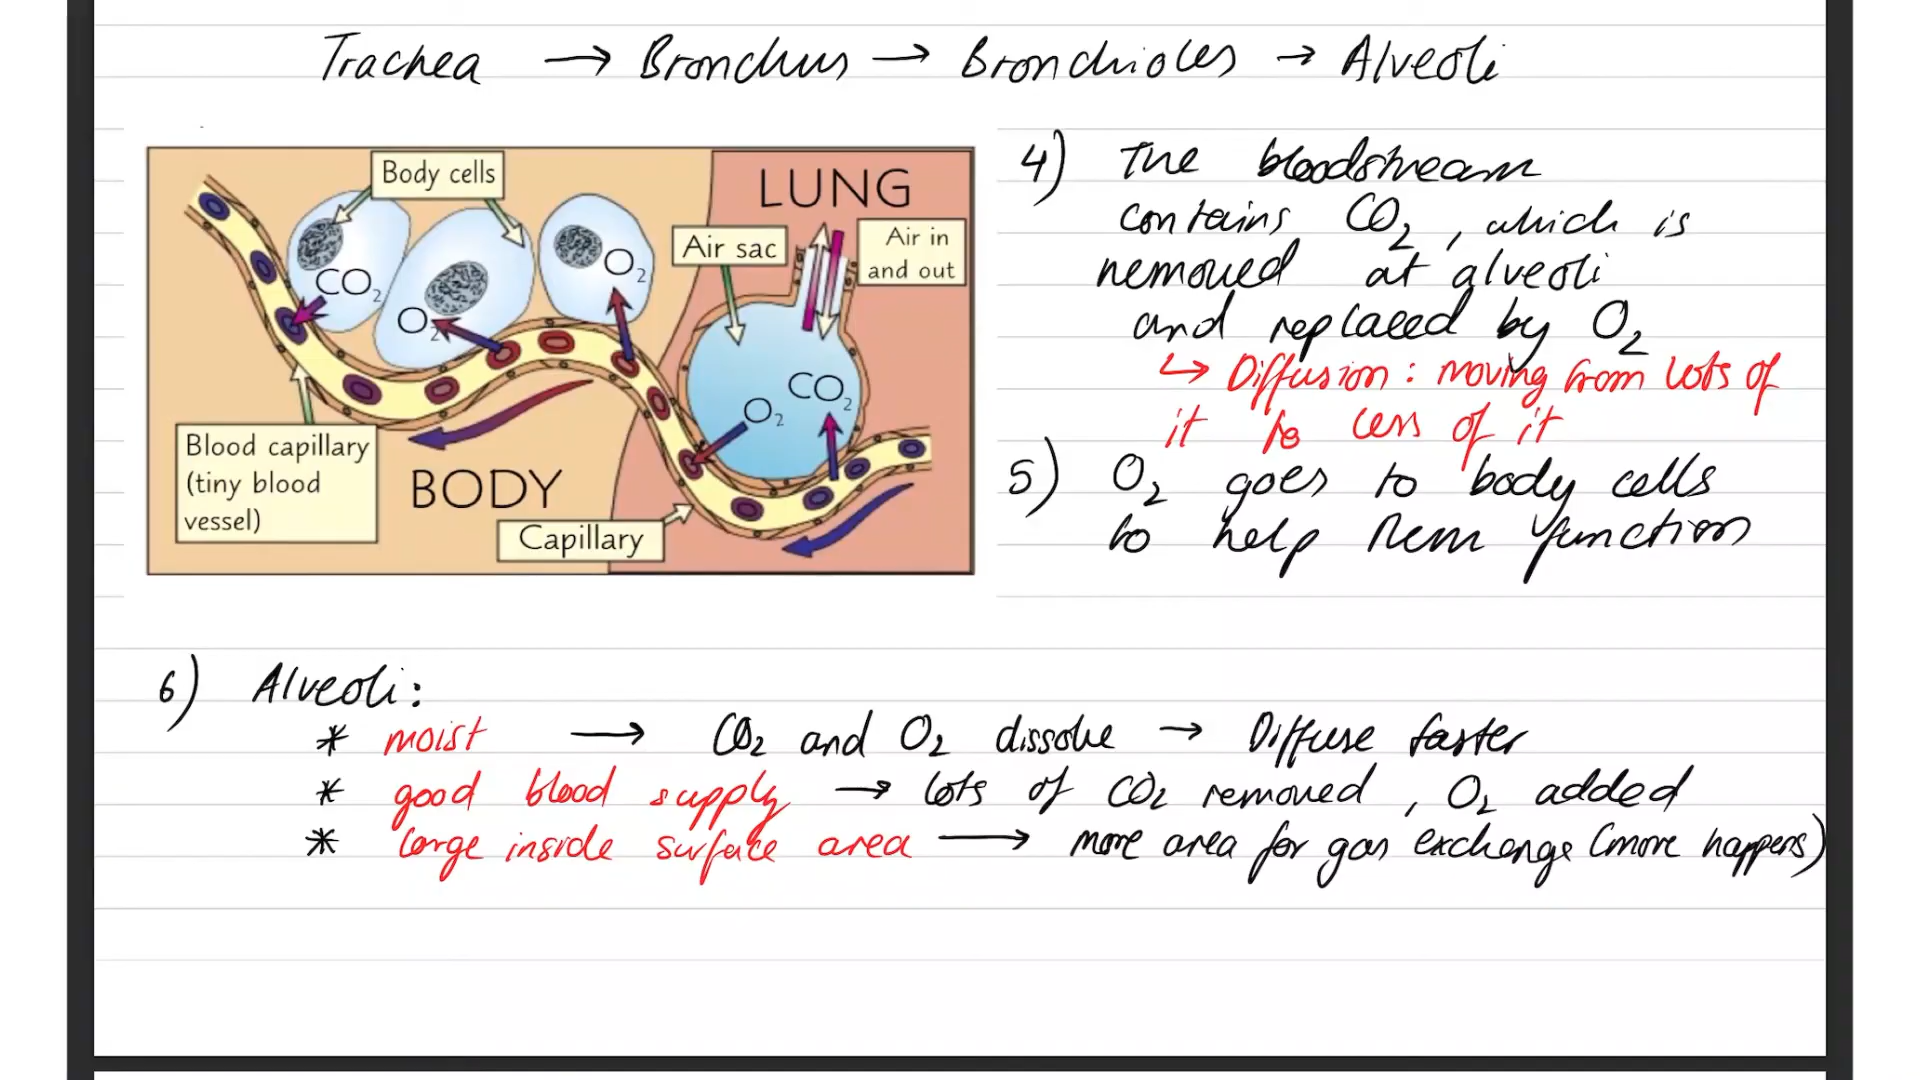 Trachea → Bronchus → Bronchioles → Alveoli
Body cells
LUNG
Air sac
Air in
and out
CO₂
O₂
O₂
CO₂
O₂
Blood capillary
(tiny blood
vessel)
BODY
Capillary
4) The bloodstream
contains CO₂, which is
removed at alveoli
and replaced by O₂
↳ Diffusion: moving from lots of
it to less of it
5) O₂ goes to body cells
to help them function
6) Alveoli:
* moist → CO₂ and O₂ dissolve → Diffuse faster
* good blood supply → lots of CO₂ removed, O₂ added
* large inside surface area → more area for gas exchange (more happens)